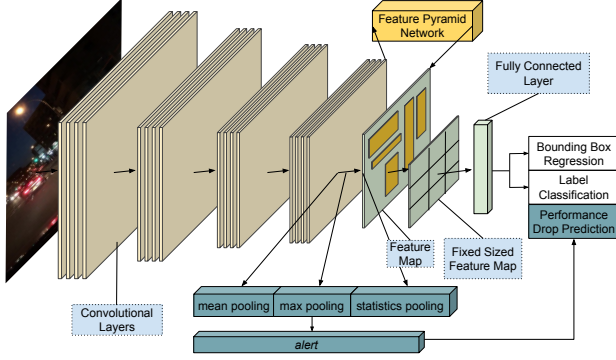 Feature Pyramid
Network
Fully Connected
Layer
Bounding Box
Regression
Label
Classification
Performance
Drop Prediction
Feature
Map
Fixed Sized
Feature Map
Convolutional
Layers
mean pooling
max pooling
statistics pooling
alert